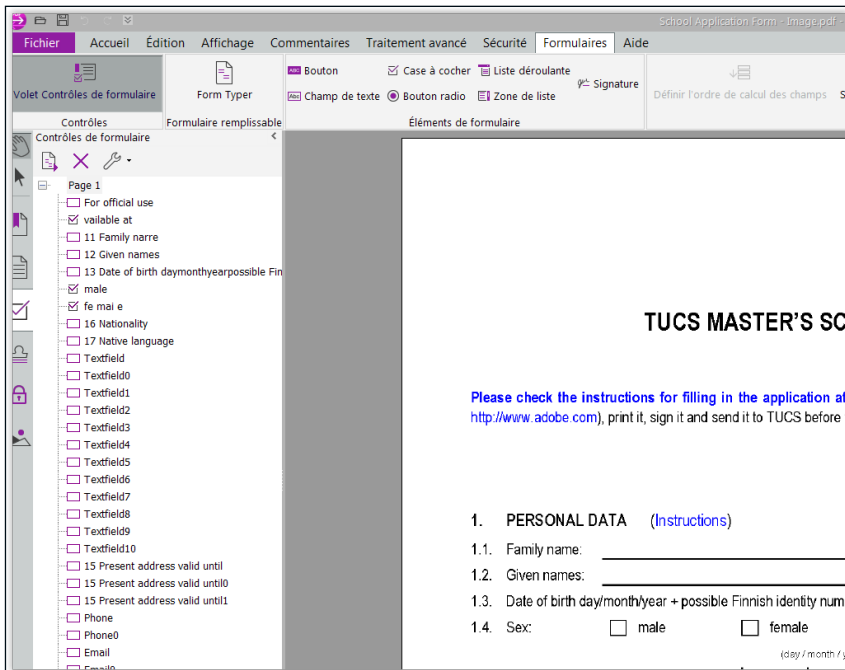 School Application Form - Image.pdf -
Fichier Accueil Édition Affichage Commentaires Traitement avancé Sécurité Formulaires Aide
Volet Contrôles de formulaire
Contrôles
Form Typer
Formulaire remplissable
Bouton Case à cocher Liste déroulante
Champ de texte Bouton radio Zone de liste
Signature
Éléments de formulaire
Définir l'ordre de calcul des champs S
Contrôles de formulaire
Page 1
For official use
vailable at
11 Family narre
12 Given names
13 Date of birth daymonthyearpossible Fin
male
fe mai e
16 Nationality
17 Native language
Textfield
Textfield0
Textfield1
Textfield2
Textfield3
Textfield4
Textfield5
Textfield6
Textfield7
Textfield8
Textfield9
Textfield10
15 Present address valid until
15 Present address valid until0
15 Present address valid until1
Phone
Phone0
Email
Email0
TUCS MASTER'S SC
Please check the instructions for filling in the application at
http://www.adobe.com), print it, sign it and send it to TUCS before
1. PERSONAL DATA (Instructions)
1.1. Family name:
1.2. Given names:
1.3. Date of birth day/month/year + possible Finnish identity num
1.4. Sex: male female
(day / month / y